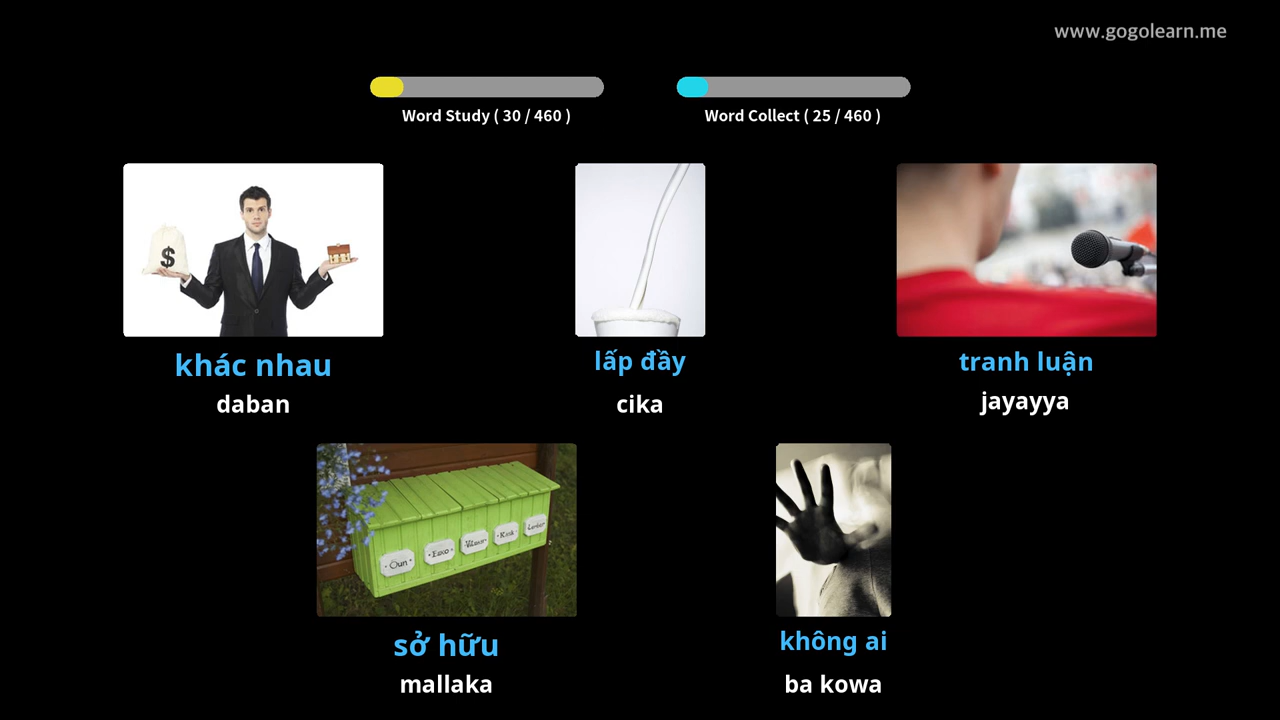 www.gogolearn.me
Word Study ( 30 / 460 )
Word Collect ( 25 / 460 )
$
khác nhau
daban
lấp đầy
cika
tranh luận
jayayya
Õun
sở hữu
mallaka
không ai
ba kowa